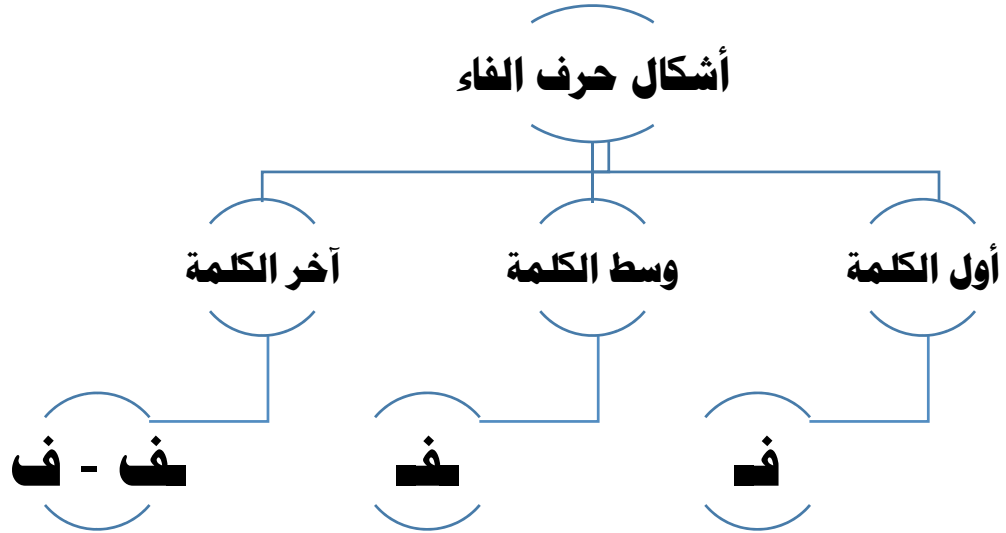 أشكال حرف الفاء
أول الكلمة
وسط الكلمة
آخر الكلمة
فـ
ـفـ
ـف - ف